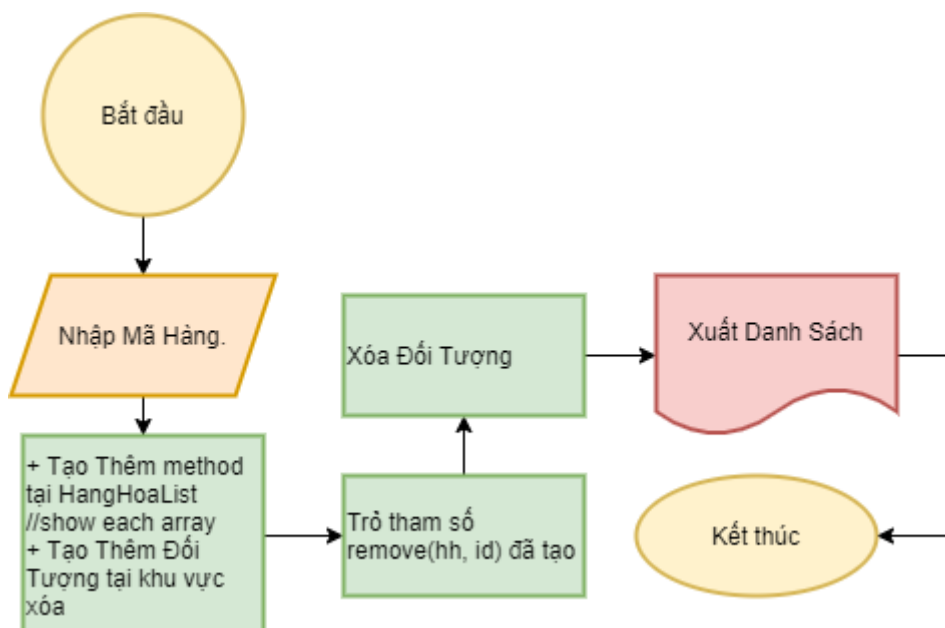 Bắt đầu
Nhập Mã Hàng.
+ Tạo Thêm method
tại HangHoaList
//show each array
+ Tạo Thêm Đối
Tượng tại khu vực
xóa
Trỏ tham số
remove(hh, id) đã tạo
Xóa Đối Tượng
Xuất Danh Sách
Kết thúc